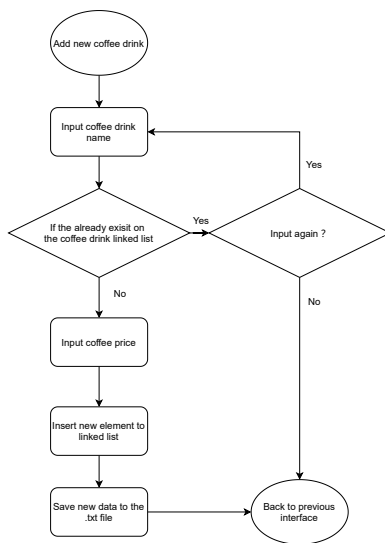 Add new coffee drink
Input coffee drink
name
Yes
If the already exisit on
the coffee drink linked list
Yes
Input again ?
No
No
Input coffee price
Insert new element to
linked list
Save new data to the
.txt file
Back to previous
interface